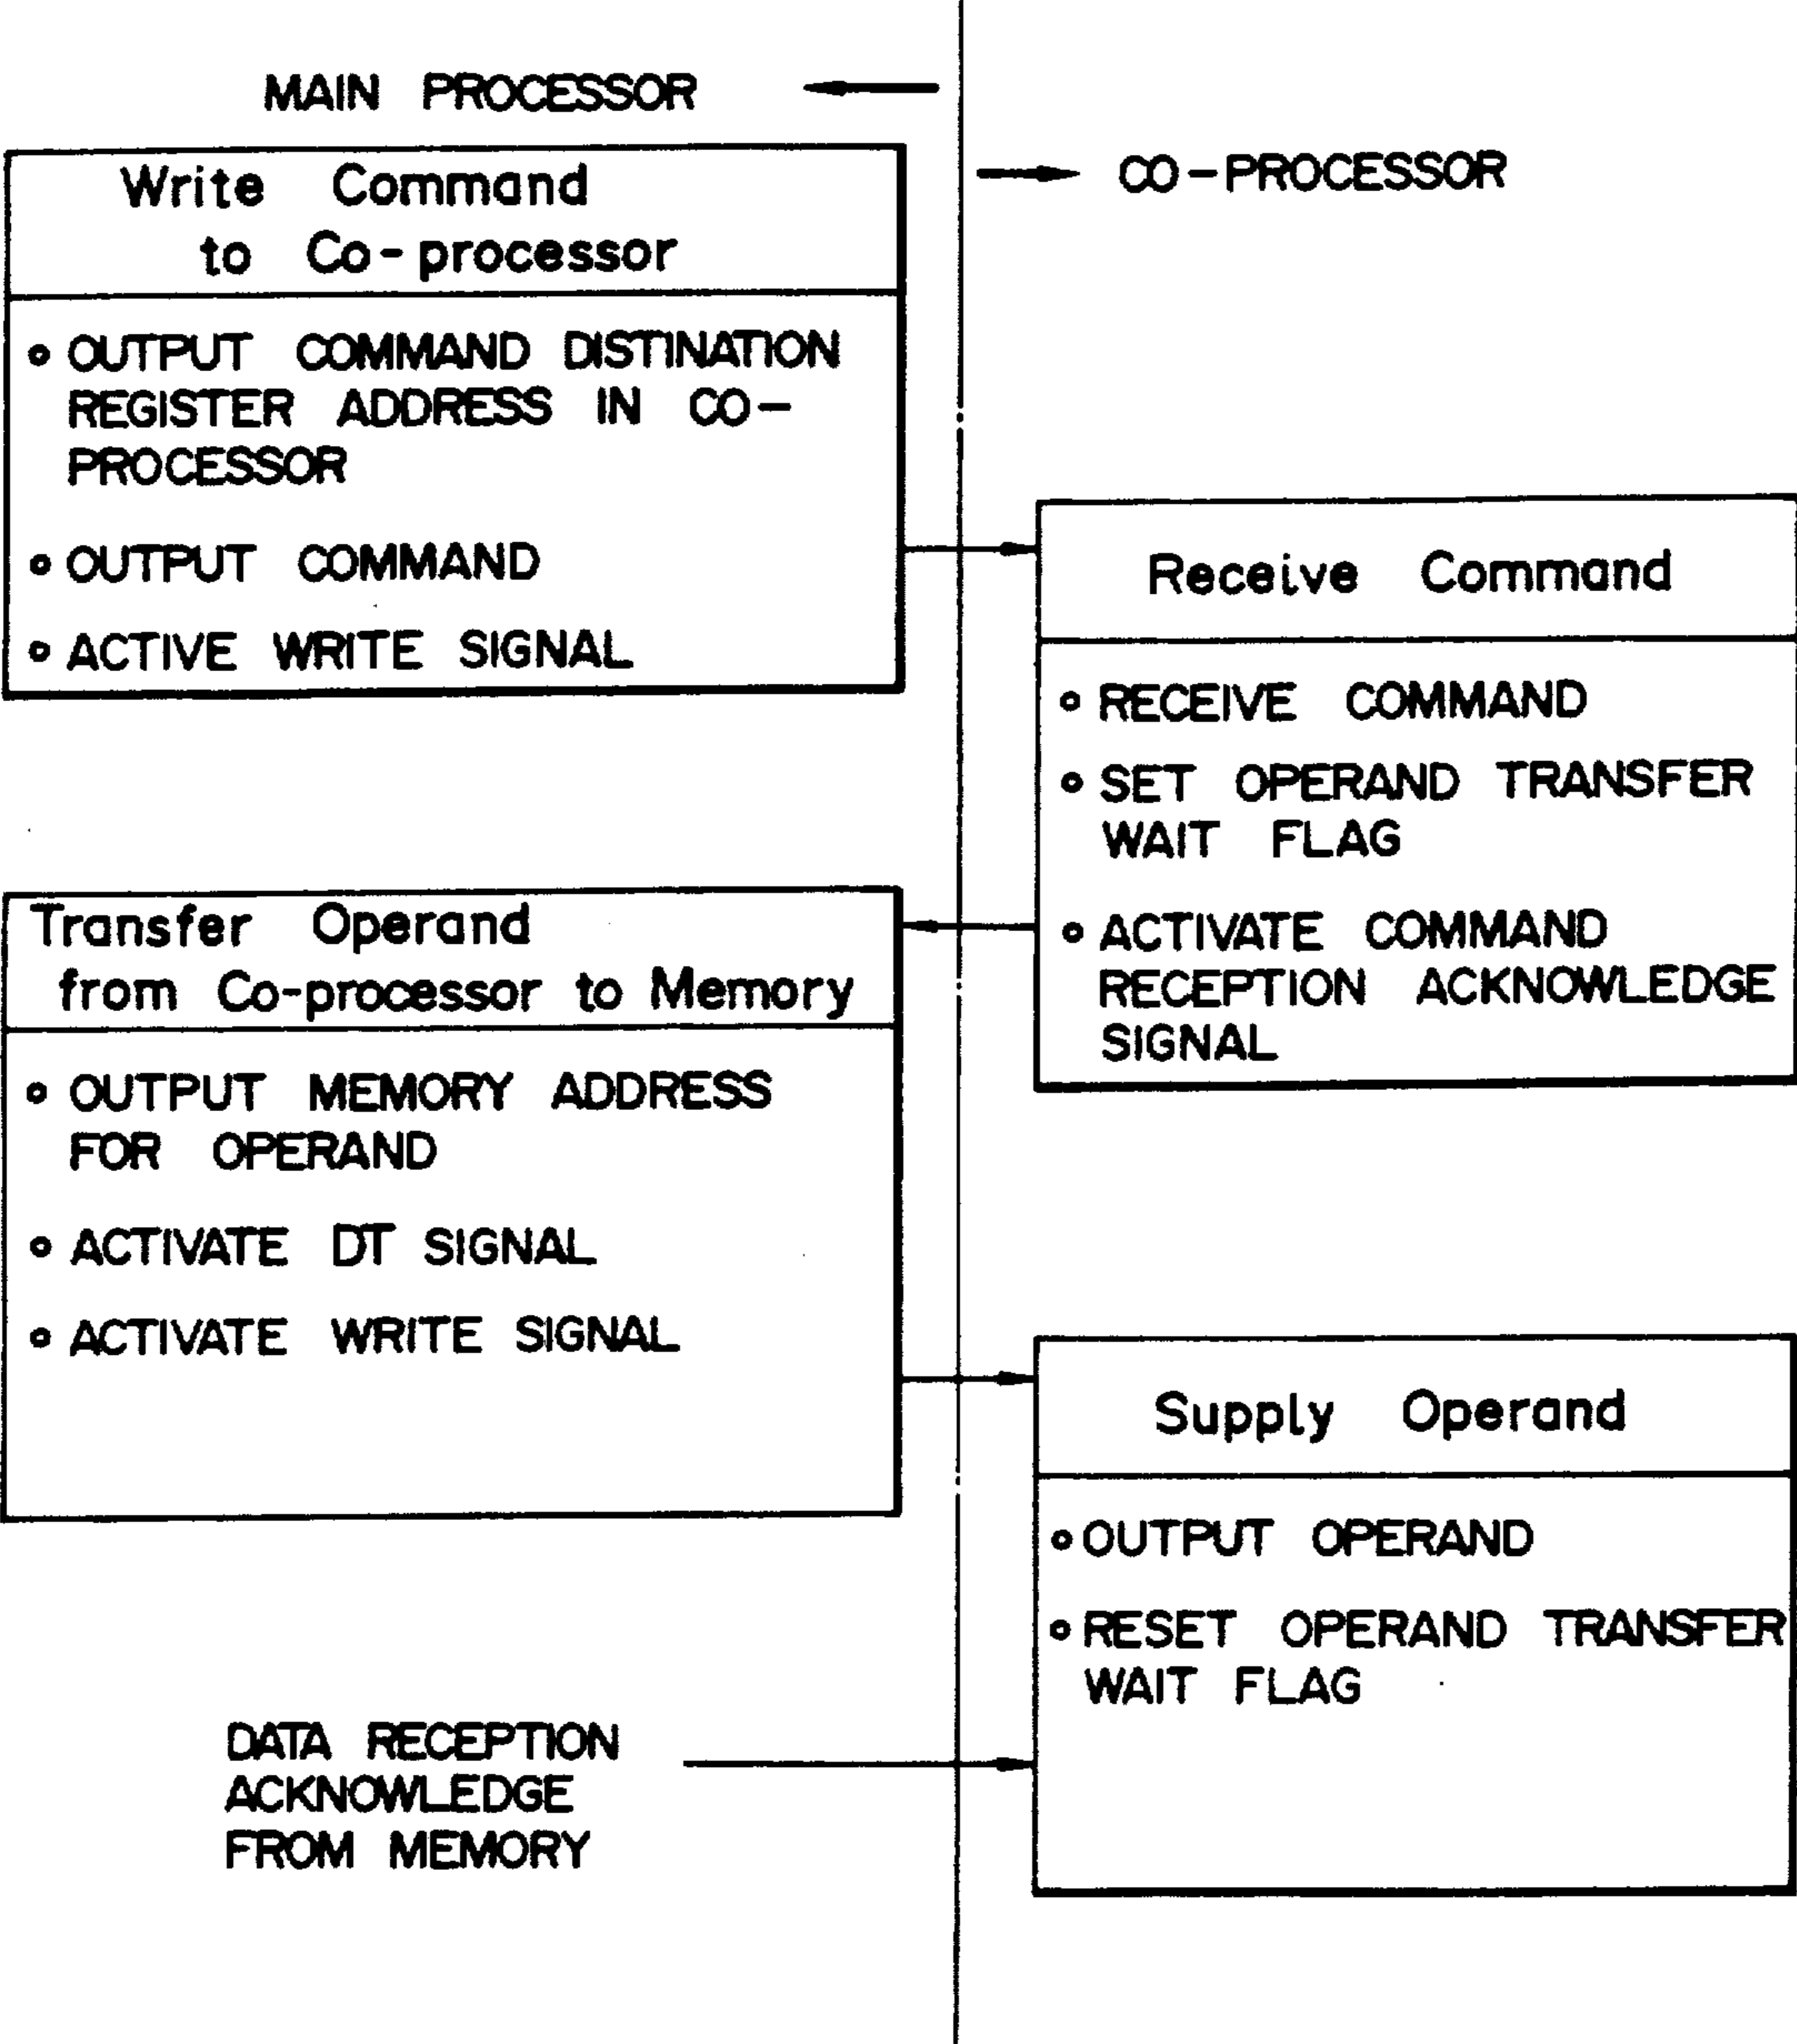 MAIN PROCESSOR
CO-PROCESSOR
Write Command
to Co-processor
OUTPUT COMMAND DISTINATION
REGISTER ADDRESS IN CO-
PROCESSOR
OUTPUT COMMAND
ACTIVE WRITE SIGNAL
Receive Command
RECEIVE COMMAND
SET OPERAND TRANSFER
WAIT FLAG
ACTIVATE COMMAND
RECEPTION ACKNOWLEDGE
SIGNAL
Transfer Operand
from Co-processor to Memory
OUTPUT MEMORY ADDRESS
FOR OPERAND
ACTIVATE DT SIGNAL
ACTIVATE WRITE SIGNAL
Supply Operand
OUTPUT OPERAND
RESET OPERAND TRANSFER
WAIT FLAG
DATA RECEPTION
ACKNOWLEDGE
FROM MEMORY